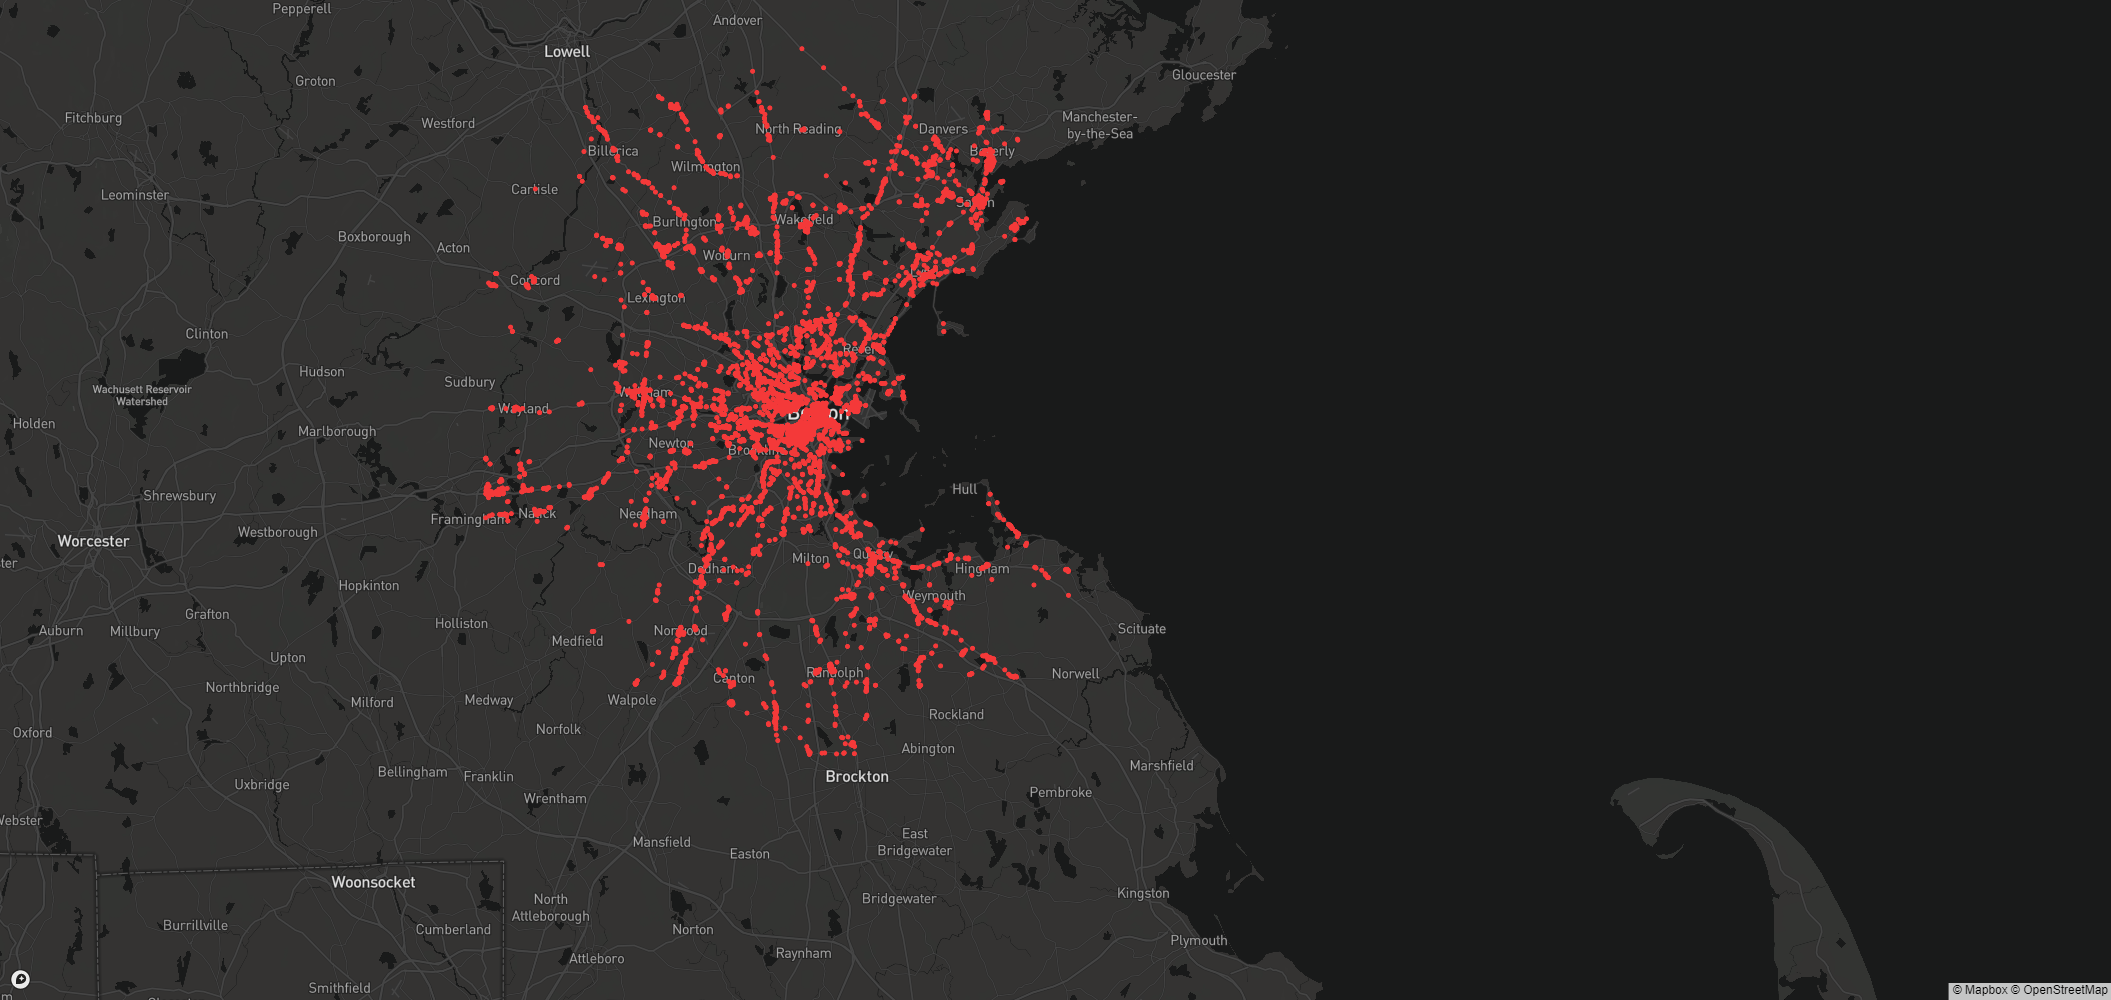 Pepperell
Andover
Lowell
Gloucester
Groton
Fitchburg
Westford
North Reading
Danvers
Manchester-
by-the-Sea
Billerica
Beverly
Wilmington
Leominster
Carlisle
Salem
Burlington
Wakefield
Boxborough
Acton
Woburn
Concord
Lynn
Lexington
Clinton
Revere
Hudson
Sudbury
Wachusett Reservoir
Watershed
Waltham
Wayland
Boston
Holden
Marlborough
Newton
Brookline
Shrewsbury
Hull
Framingham
Natick
Needham
Westborough
Worcester
Quincy
Milton
ter
Dedham
Hingham
Hopkinton
Weymouth
Grafton
Holliston
Auburn
Millbury
Norwood
Scituate
Medfield
Upton
Randolph
Norwell
Canton
Northbridge
Medway
Walpole
Milford
Rockland
Norfolk
Oxford
Abington
Marshfield
Bellingham
Franklin
Brockton
Uxbridge
Pembroke
Wrentham
Webster
East
Bridgewater
Mansfield
Easton
Woonsocket
Kingston
North
Attleborough
Bridgewater
Burrillville
Cumberland
Norton
Plymouth
Raynham
Attleboro
Smithfield
© Mapbox © OpenStreetMap